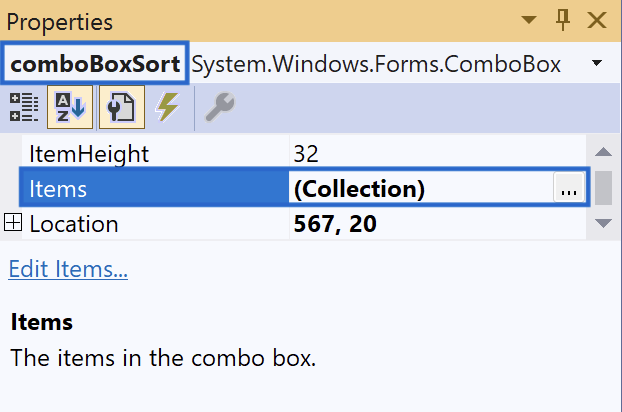 Properties
comboBoxSort System.Windows.Forms.ComboBox
A
Z
ItemHeight 32
Items (Collection) ...
Location 567, 20
Edit Items...
Items
The items in the combo box.